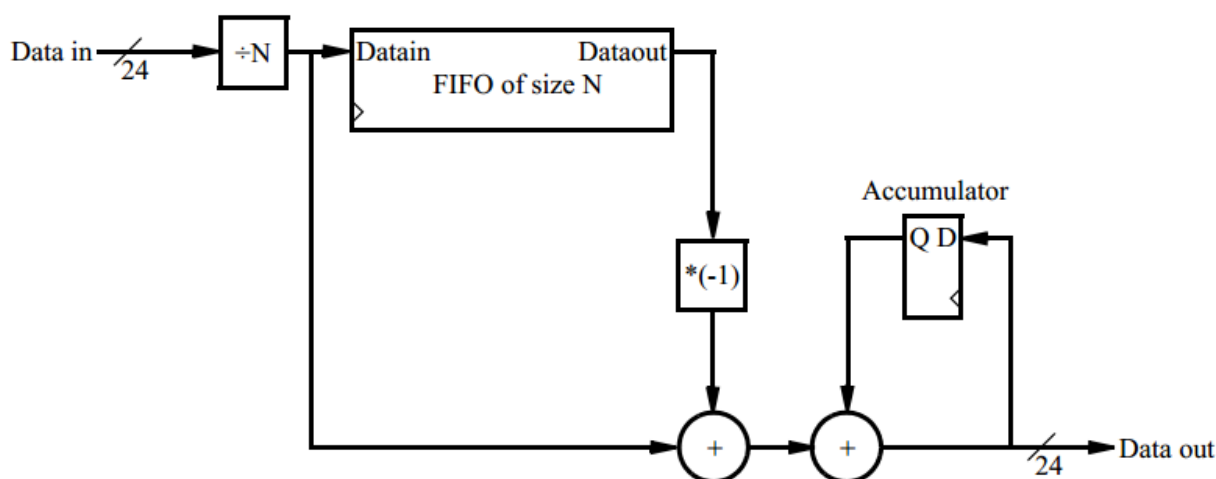 Data in
24
÷N
Datain Dataout
FIFO of size N
Accumulator
Q D
*(-1)
+ +
24
Data out